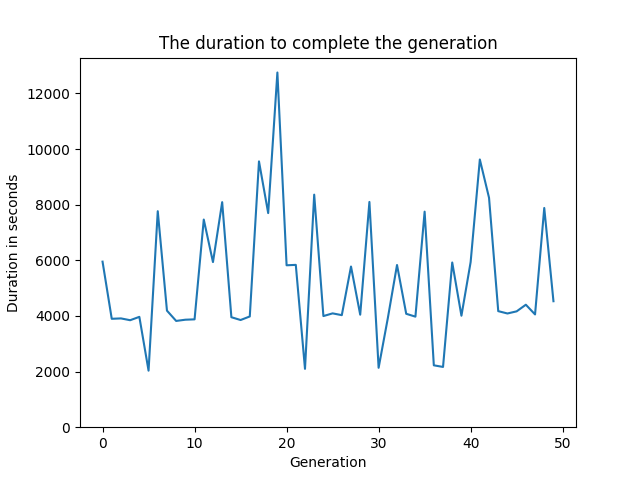 The duration to complete the generation
12000
10000
8000
6000
4000
2000
0
Duration in seconds
0 10 20 30 40 50
Generation